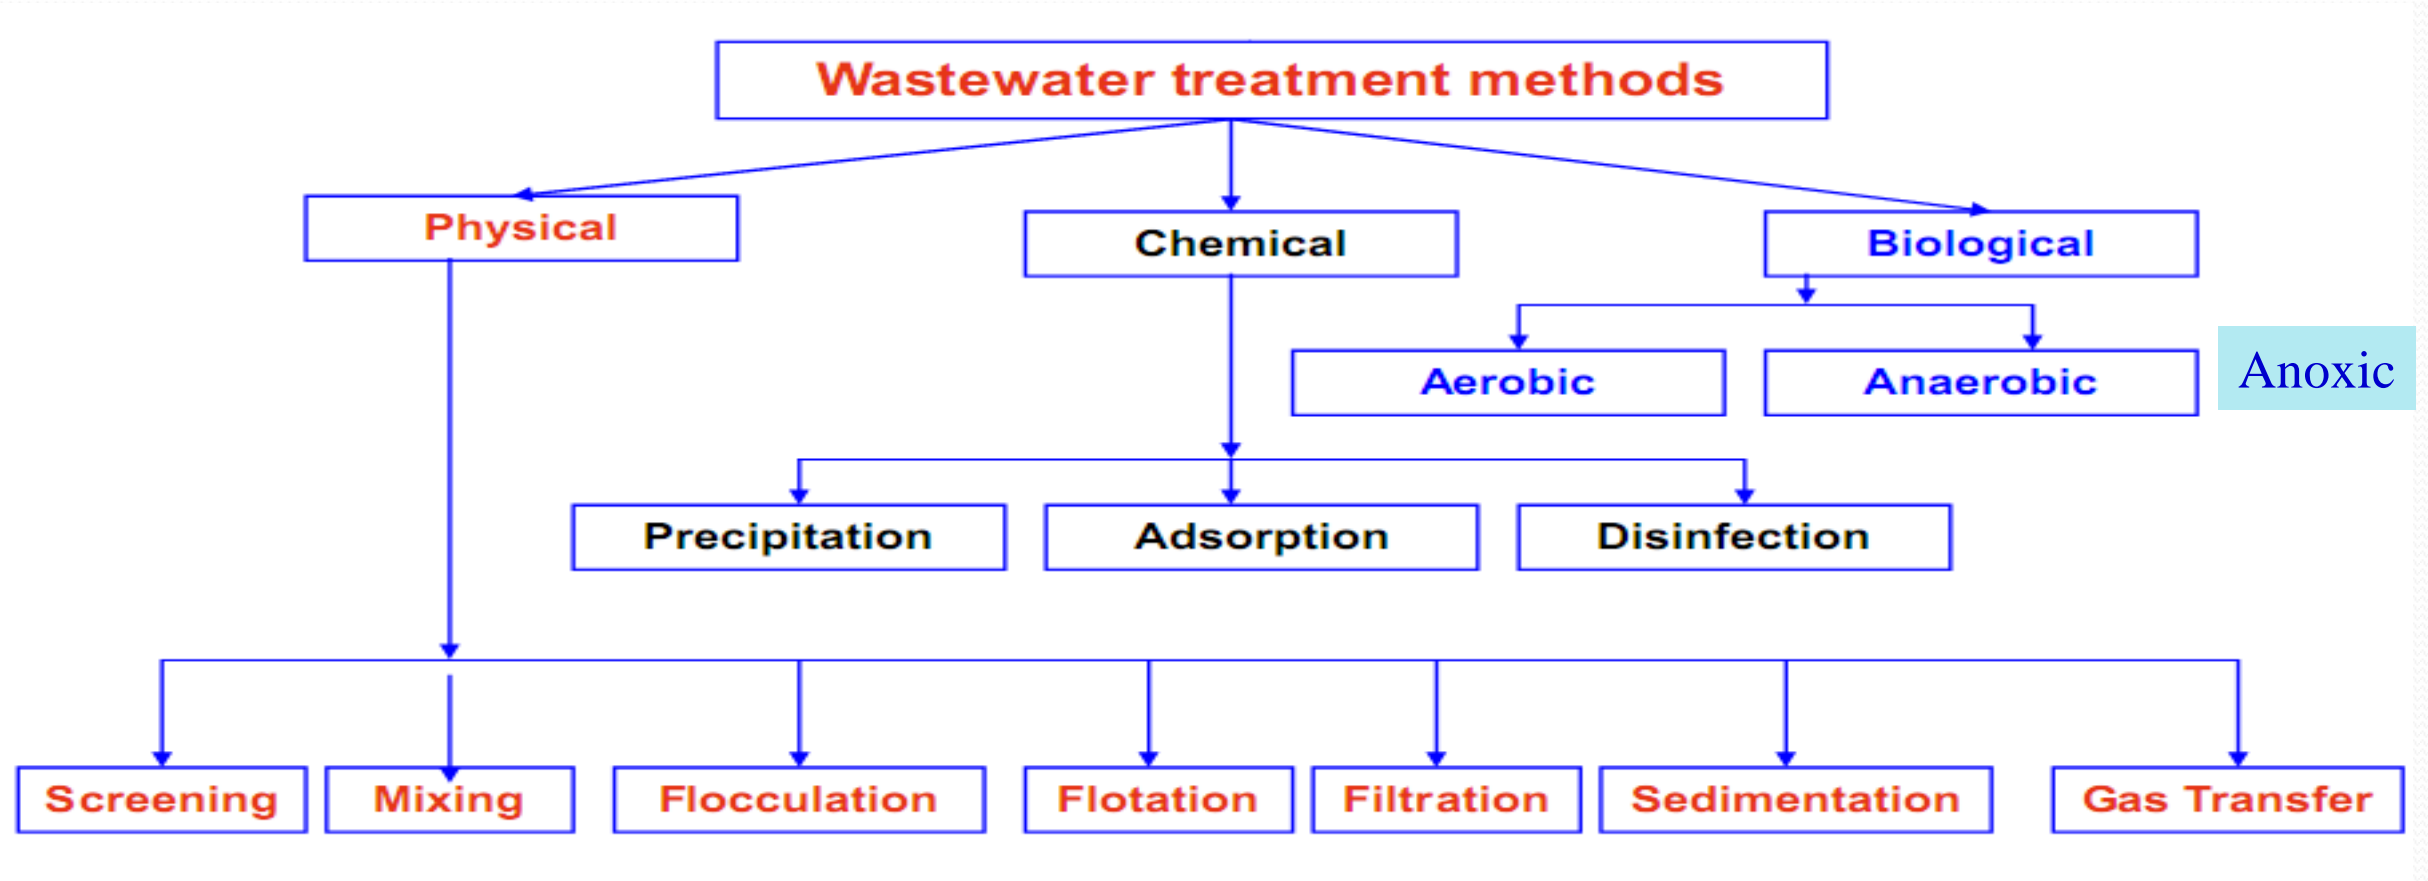 Wastewater treatment methods
Physical
Chemical
Biological
Aerobic
Anaerobic
Anoxic
Precipitation
Adsorption
Disinfection
Screening
Mixing
Flocculation
Flotation
Filtration
Sedimentation
Gas Transfer